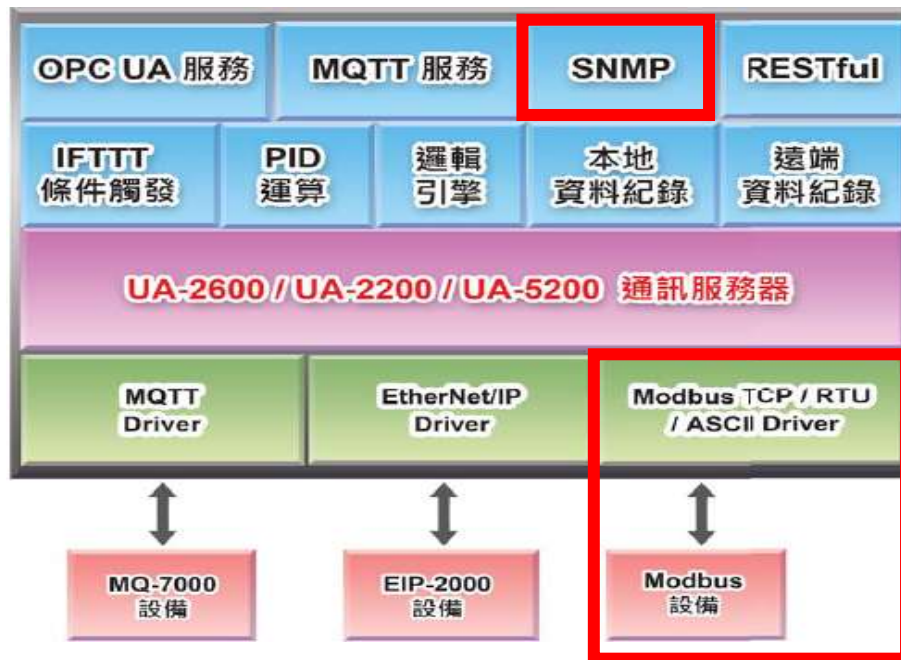 OPC UA 服務
MQTT 服務
SNMP
RESTful
IFTTT
條件觸發
PID
運算
邏輯
引擎
本地
資料紀錄
遠端
資料紀錄
UA-2600 / UA-2200 / UA-5200 通訊服務器
MQTT
Driver
EtherNet/IP
Driver
Modbus TCP / RTU
/ ASCII Driver
MQ-7000
設備
EIP-2000
設備
Modbus
設備